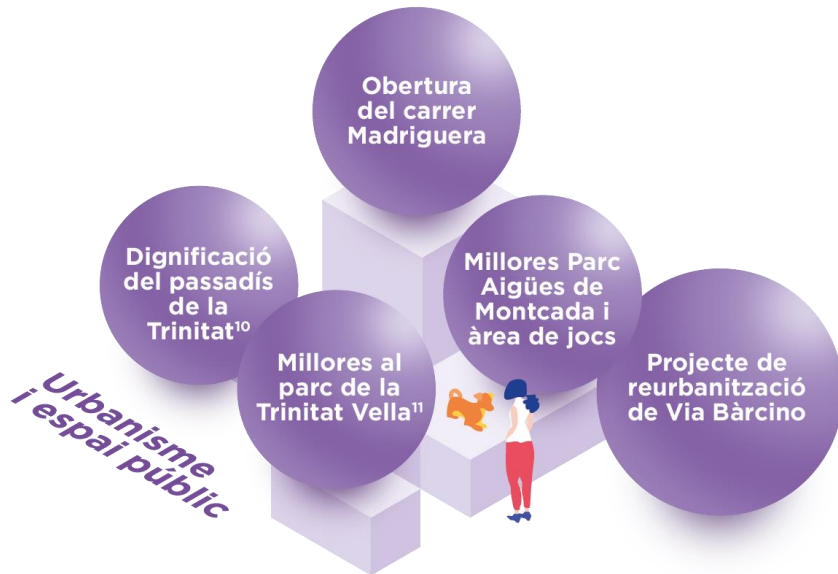 Obertura
del carrer
Madriguera
Dignificació
del passadís
de la
Trinitat¹⁰
Millores al
parc de la
Trinitat Vella¹¹
Millores Parc
Aigües de
Montcada i
àrea de jocs
Projecte de
reurbanització
de Via Bàrcino
Urbanisme
i espai públic